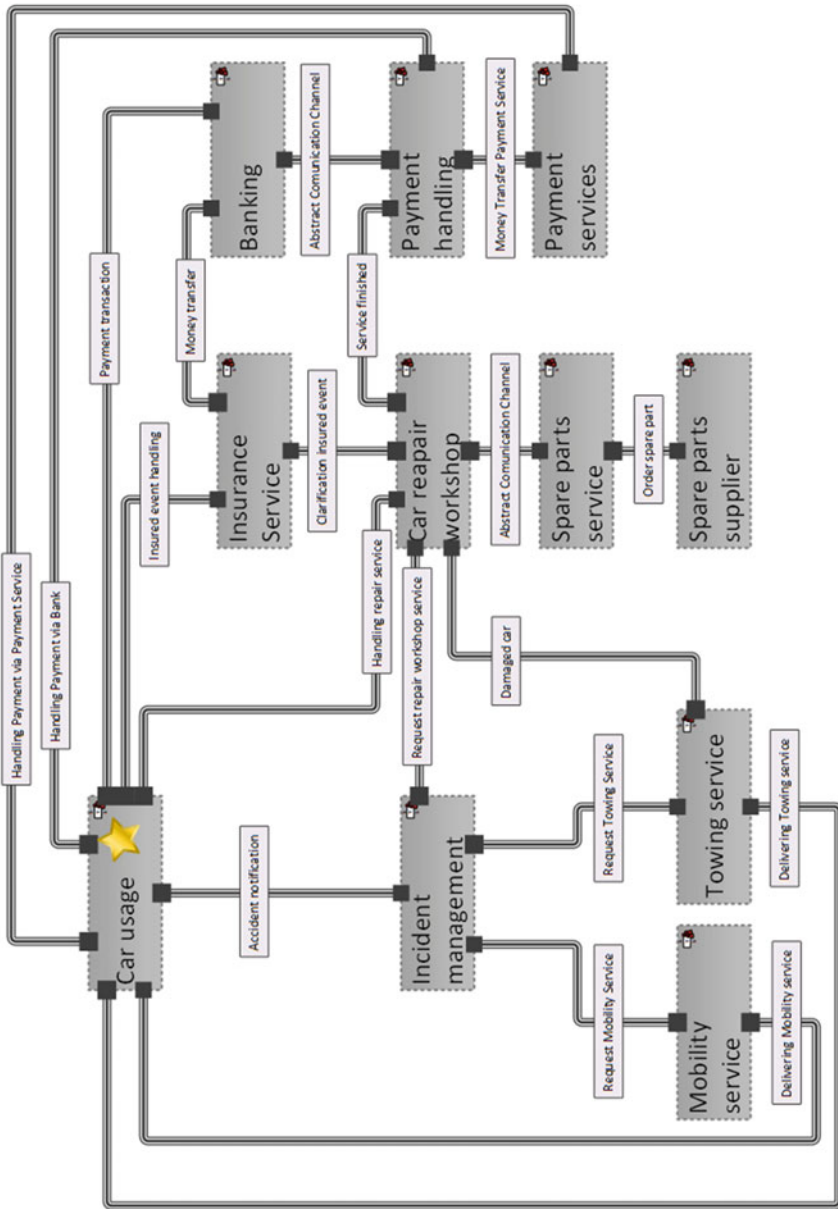 Handling Payment via Payment Service
Handling Payment via Bank
Payment transaction
Insured event handling
Money transfer
Car usage
Insurance
Service
Banking
Accident notification
Handling repair service
Clarification insured event
Service finished
Abstract Comunication Channel
Request repair workshop service
Incident
management
Car reapair
workshop
Payment
handling
Damaged car
Abstract Comunication Channel
Money Transfer Payment Service
Request Mobility Service
Request Towing Service
Spare parts
service
Payment
services
Order spare part
Mobility
service
Towing service
Spare parts
supplier
Delivering Mobility service
Delivering Towing service